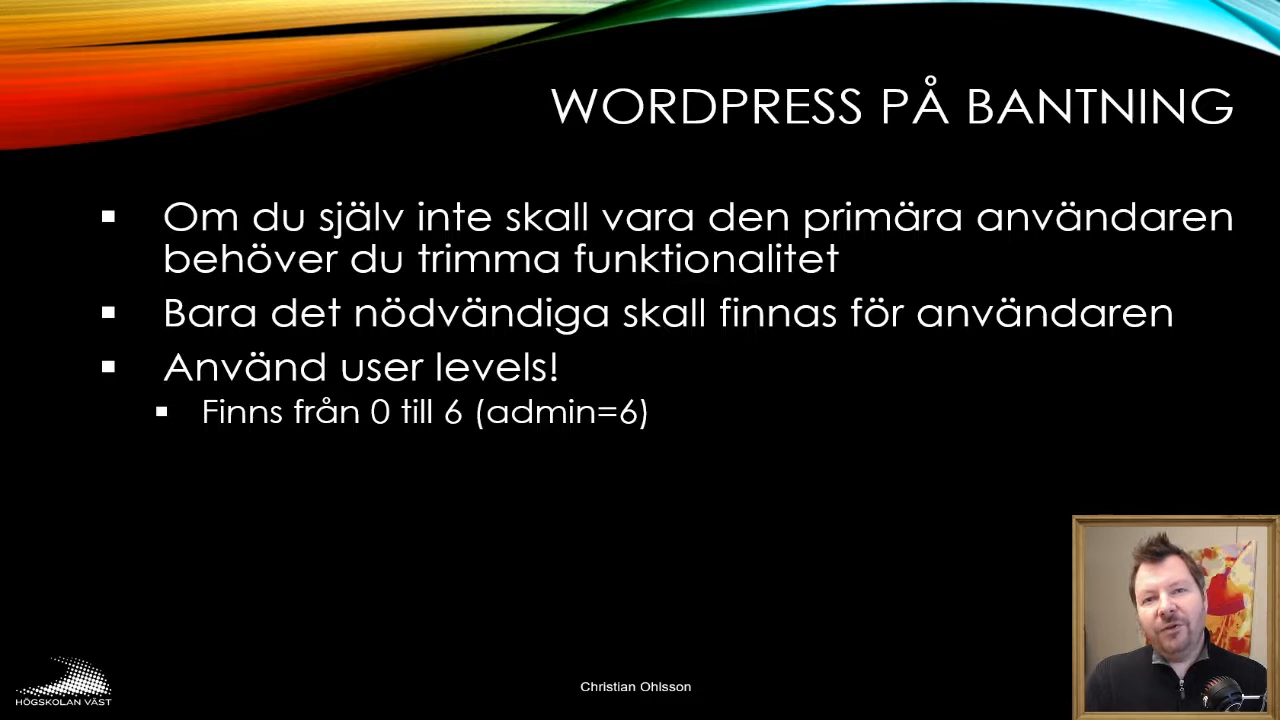 WORDPRESS PÅ BANTNING
Om du själv inte skall vara den primära användaren
behöver du trimma funktionalitet
Bara det nödvändiga skall finnas för användaren
Använd user levels!
Finns från 0 till 6 (admin=6)
HÖGSKOLAN VÄST
Christian Ohlsson